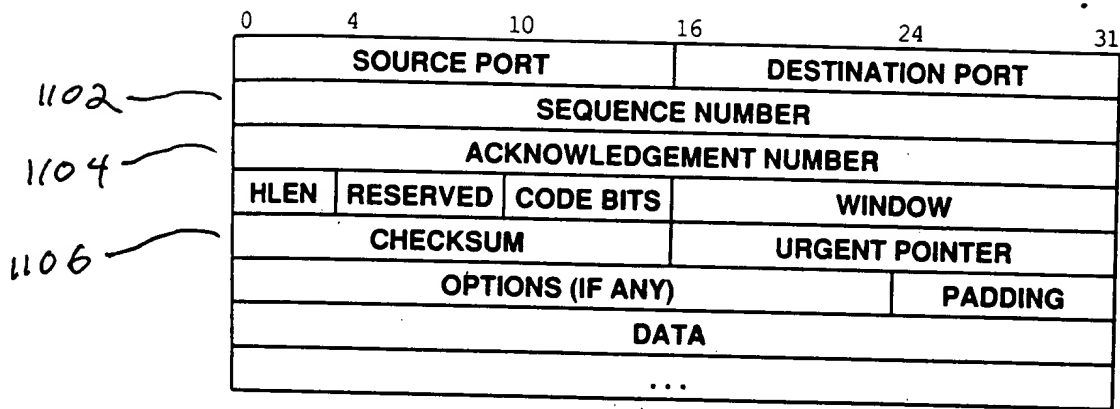 0 4 10 16 24 31
SOURCE PORT DESTINATION PORT
1102 SEQUENCE NUMBER
1104 ACKNOWLEDGEMENT NUMBER
HLEN RESERVED CODE BITS WINDOW
1106 CHECKSUM URGENT POINTER
OPTIONS (IF ANY) PADDING
DATA
...